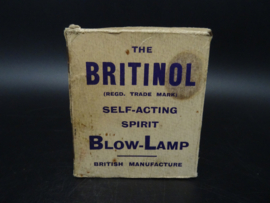 THE
BRITINOL
(REGD. TRADE MARK)
SELF-ACTING
SPIRIT
BLOW-LAMP
BRITISH MANUFACTURE